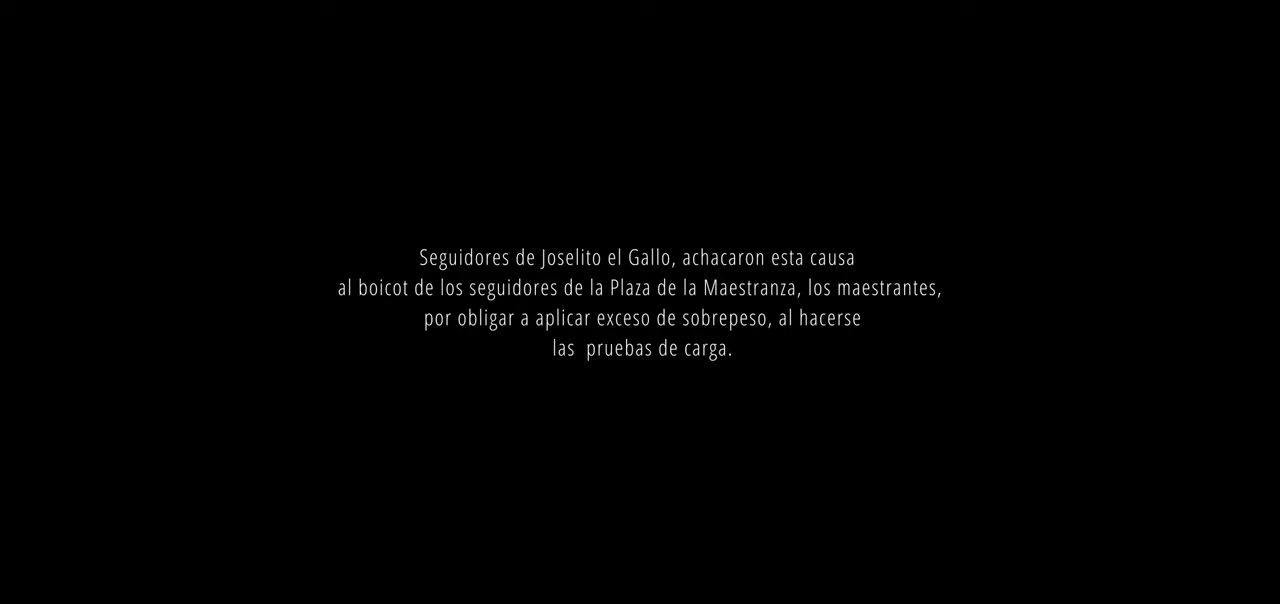 Seguidores de Joselito el Gallo, achacaron esta causa
al boicot de los seguidores de la Plaza de la Maestranza, los maestrantes,
por obligar a aplicar exceso de sobrepeso, al hacerse
las  pruebas de carga.